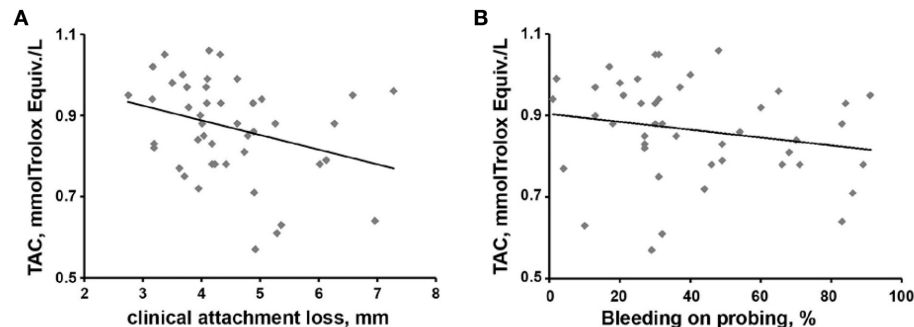 A
TAC, mmolTrolox Equiv./L
1.1
0.9
0.7
0.5
2 3 4 5 6 7 8
clinical attachment loss, mm
B
TAC, mmolTrolox Equiv./L
1.1
0.9
0.7
0.5
0 20 40 60 80 100
Bleeding on probing, %